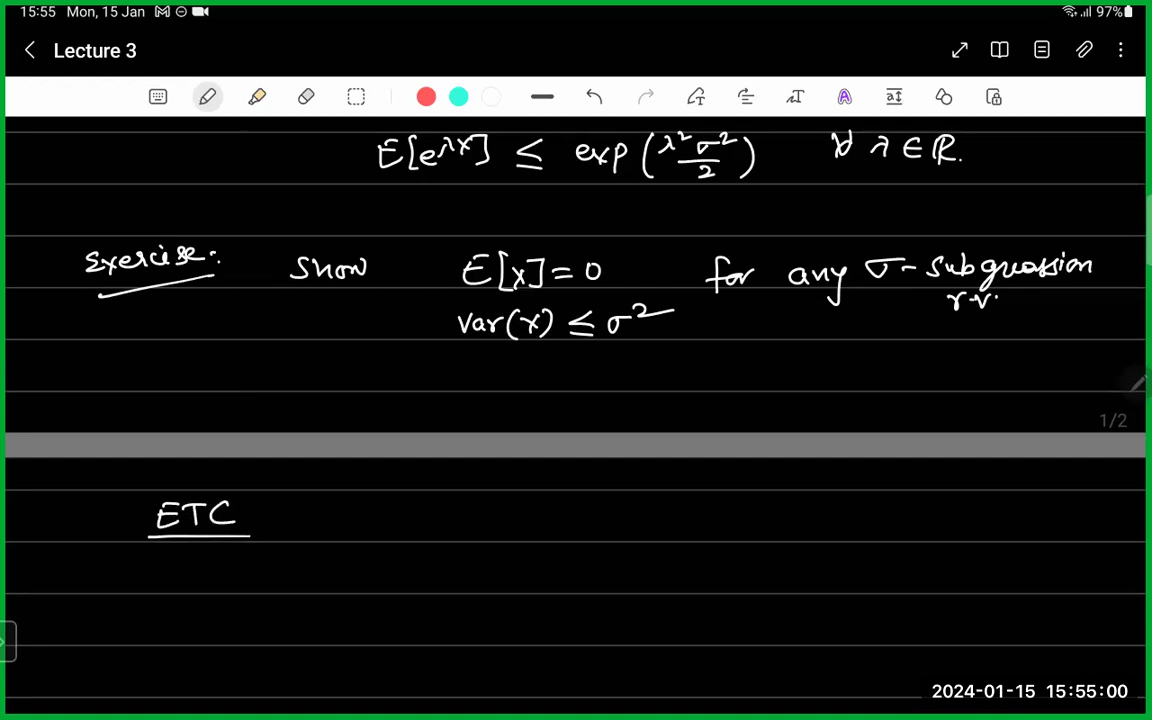 15:55 Mon, 15 Jan
97%
Lecture 3
E[e^{λX}] ≤ exp(λ²σ²/2) ∀ λ ∈ ℝ.
Exercise: Show E[X]=0 for any σ-subgaussian
r.v.
Var(X) ≤ σ²
1/2
ETC
2024-01-15 15:55:00